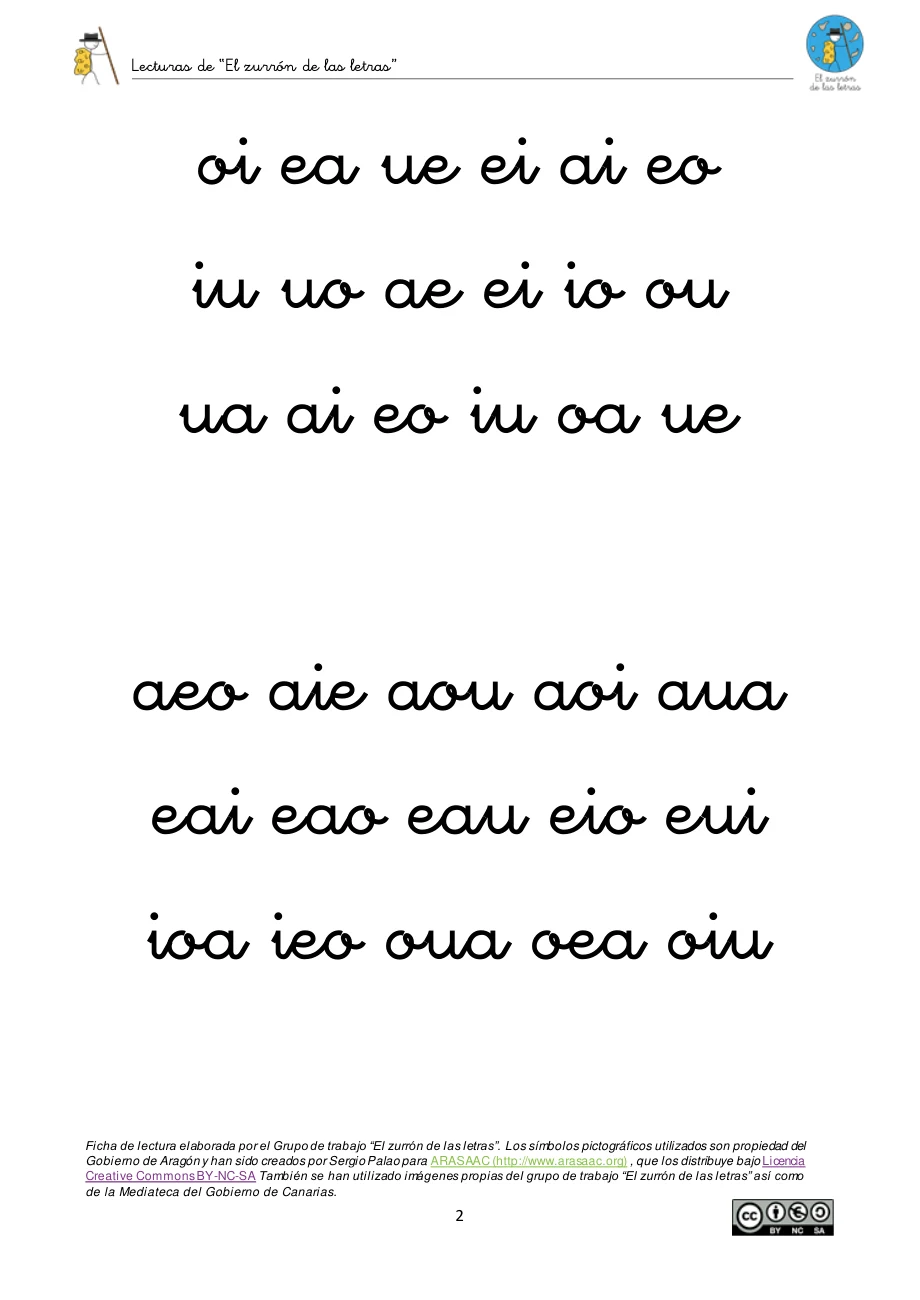 Lecturas de “El zurrón de las letras”
El zurrón
de las letras
oi ea ue ei ai eo
iu uo ae ei io ou
ua ai eo iu oa ue
aeo aie aou aoi aua
eai eao eau eio eui
ioa ieo oua oea oiu
Ficha de lectura elaborada por el Grupo de trabajo “El zurrón de las letras”. Los símbolos pictográficos utilizados son propiedad del
Gobierno de Aragón y han sido creados por Sergio Palao para ARASAAC (http://www.arasaac.org) , que los distribuye bajo Licencia
Creative Commons BY-NC-SA También se han utilizado imágenes propias del grupo de trabajo “El zurrón de las letras” así como
de la Mediateca del Gobierno de Canarias.
2
cc
BY NC SA